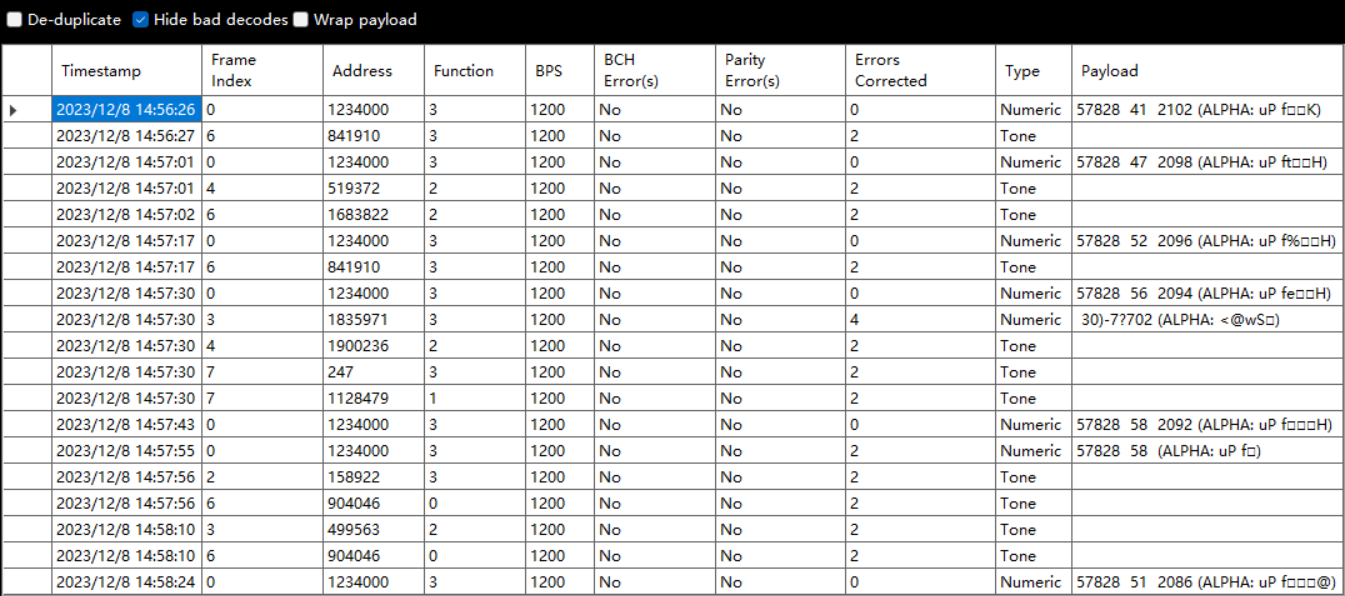 De-duplicate Hide bad decodes Wrap payload
Timestamp Frame Index Address Function BPS BCH Error(s) Parity Error(s) Errors Corrected Type Payload
2023/12/8 14:56:26 0 1234000 3 1200 No No 0 Numeric 57828 41 2102 (ALPHA: uP f□□K)
2023/12/8 14:56:27 6 841910 3 1200 No No 2 Tone
2023/12/8 14:57:01 0 1234000 3 1200 No No 0 Numeric 57828 47 2098 (ALPHA: uP ft□□H)
2023/12/8 14:57:01 4 519372 2 1200 No No 2 Tone
2023/12/8 14:57:02 6 1683822 2 1200 No No 2 Tone
2023/12/8 14:57:17 0 1234000 3 1200 No No 0 Numeric 57828 52 2096 (ALPHA: uP f%□□H)
2023/12/8 14:57:17 6 841910 3 1200 No No 2 Tone
2023/12/8 14:57:30 0 1234000 3 1200 No No 0 Numeric 57828 56 2094 (ALPHA: uP fe□□H)
2023/12/8 14:57:30 3 1835971 3 1200 No No 4 Numeric 30)-7?702 (ALPHA: <@wS□)
2023/12/8 14:57:30 4 1900236 2 1200 No No 2 Tone
2023/12/8 14:57:30 7 247 3 1200 No No 2 Tone
2023/12/8 14:57:30 7 1128479 1 1200 No No 2 Tone
2023/12/8 14:57:43 0 1234000 3 1200 No No 0 Numeric 57828 58 2092 (ALPHA: uP f□□□H)
2023/12/8 14:57:55 0 1234000 3 1200 No No 2 Numeric 57828 58 (ALPHA: uP f□)
2023/12/8 14:57:56 2 158922 3 1200 No No 2 Tone
2023/12/8 14:57:56 6 904046 0 1200 No No 2 Tone
2023/12/8 14:58:10 3 499563 2 1200 No No 2 Tone
2023/12/8 14:58:10 6 904046 0 1200 No No 2 Tone
2023/12/8 14:58:24 0 1234000 3 1200 No No 0 Numeric 57828 51 2086 (ALPHA: uP f□□□@)